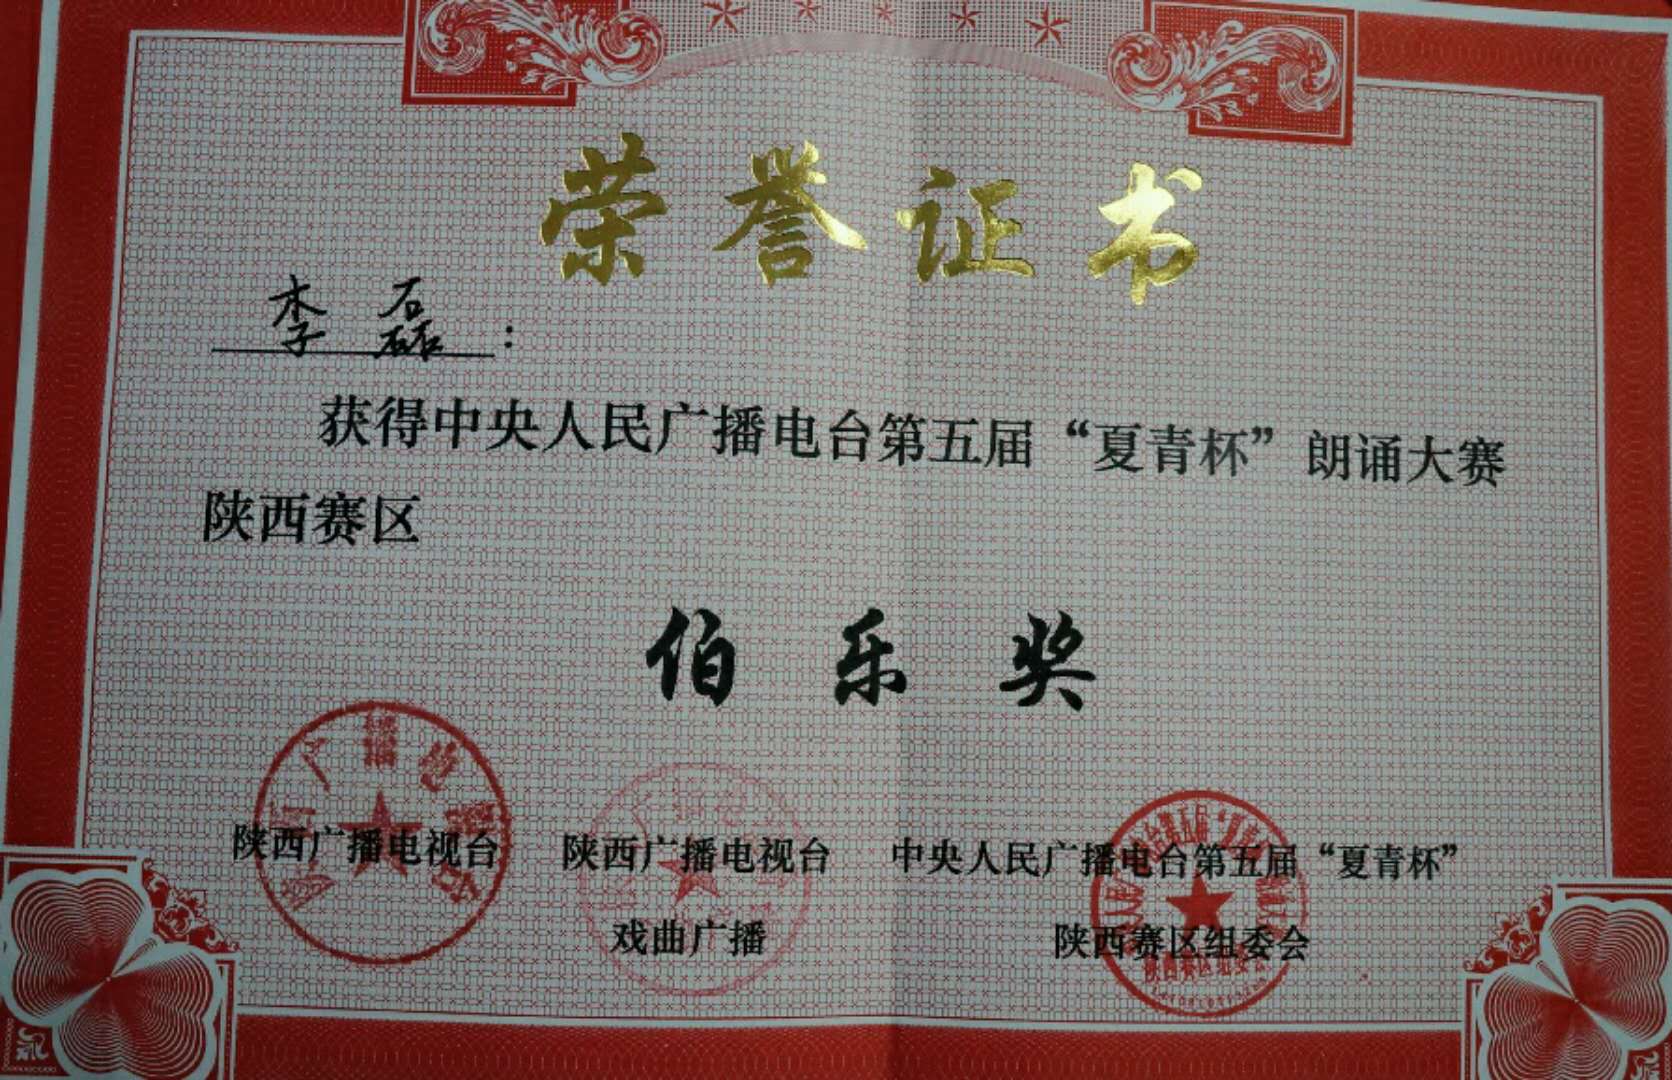 荣誉证书
李磊：
获得中央人民广播电台第五届“夏青杯”朗诵大赛
陕西赛区
伯乐奖
陕西广播电视台 陕西广播电视台 中央人民广播电台第五届“夏青杯”
戏曲广播 陕西赛区组委会